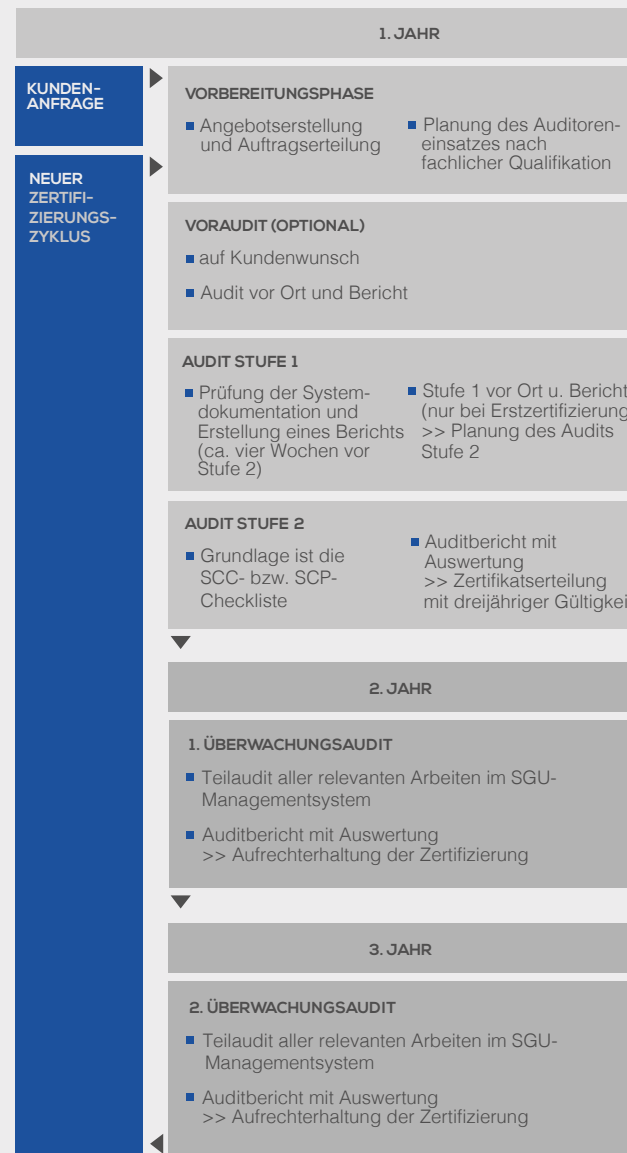 1. JAHR
KUNDEN-
ANFRAGE
NEUER
ZERTIFI-
ZIERUNGS-
ZYKLUS
VORBEREITUNGSPHASE
Angebotserstellung
und Auftragserteilung
Planung des Auditoren-
einsatzes nach
fachlicher Qualifikation
VORAUDIT (OPTIONAL)
auf Kundenwunsch
Audit vor Ort und Bericht
AUDIT STUFE 1
Prüfung der System-
dokumentation und
Erstellung eines Berichts
(ca. vier Wochen vor
Stufe 2)
Stufe 1 vor Ort u. Bericht
(nur bei Erstzertifizierung
>> Planung des Audits
Stufe 2
AUDIT STUFE 2
Grundlage ist die
SCC- bzw. SCP-
Checkliste
Auditbericht mit
Auswertung
>> Zertifikatserteilung
mit dreijähriger Gültigkei
2. JAHR
1. ÜBERWACHUNGSAUDIT
Teilaudit aller relevanten Arbeiten im SGU-
Managementsystem
Auditbericht mit Auswertung
>> Aufrechterhaltung der Zertifizierung
3. JAHR
2. ÜBERWACHUNGSAUDIT
Teilaudit aller relevanten Arbeiten im SGU-
Managementsystem
Auditbericht mit Auswertung
>> Aufrechterhaltung der Zertifizierung